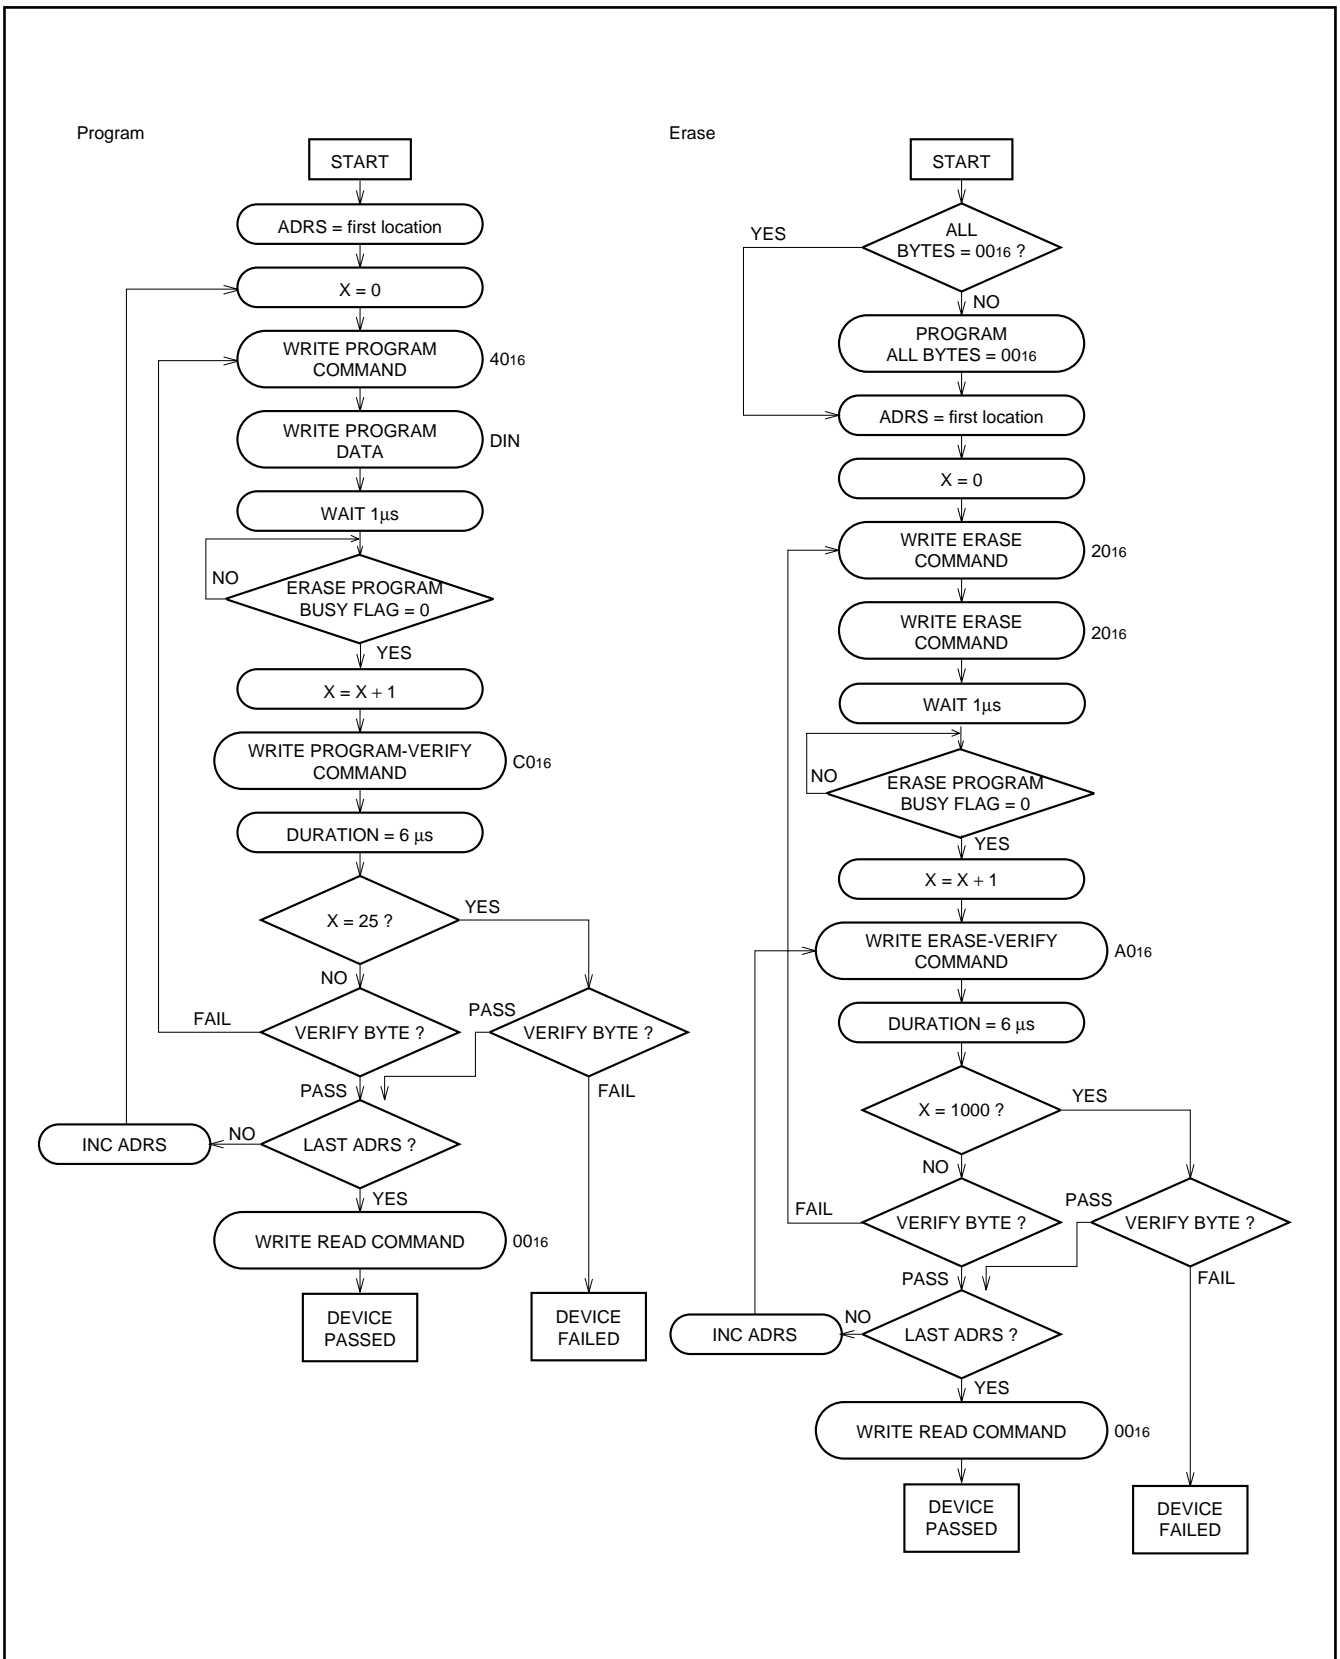 Program
START
ADRS = first location
X = 0
WRITE PROGRAM
COMMAND
4016
WRITE PROGRAM
DATA
DIN
WAIT 1µs
NO
ERASE PROGRAM
BUSY FLAG = 0
YES
X = X + 1
WRITE PROGRAM-VERIFY
COMMAND
C016
DURATION = 6 µs
X = 25 ?
YES
NO
FAIL
VERIFY BYTE ?
PASS
VERIFY BYTE ?
PASS
FAIL
INC ADRS
NO
LAST ADRS ?
YES
WRITE READ COMMAND
0016
DEVICE
PASSED
DEVICE
FAILED
Erase
START
YES
ALL
BYTES = 0016 ?
NO
PROGRAM
ALL BYTES = 0016
ADRS = first location
X = 0
WRITE ERASE
COMMAND
2016
WRITE ERASE
COMMAND
2016
WAIT 1µs
NO
ERASE PROGRAM
BUSY FLAG = 0
YES
X = X + 1
WRITE ERASE-VERIFY
COMMAND
A016
DURATION = 6 µs
X = 1000 ?
YES
NO
FAIL
VERIFY BYTE ?
PASS
VERIFY BYTE ?
PASS
FAIL
INC ADRS
NO
LAST ADRS ?
YES
WRITE READ COMMAND
0016
DEVICE
PASSED
DEVICE
FAILED